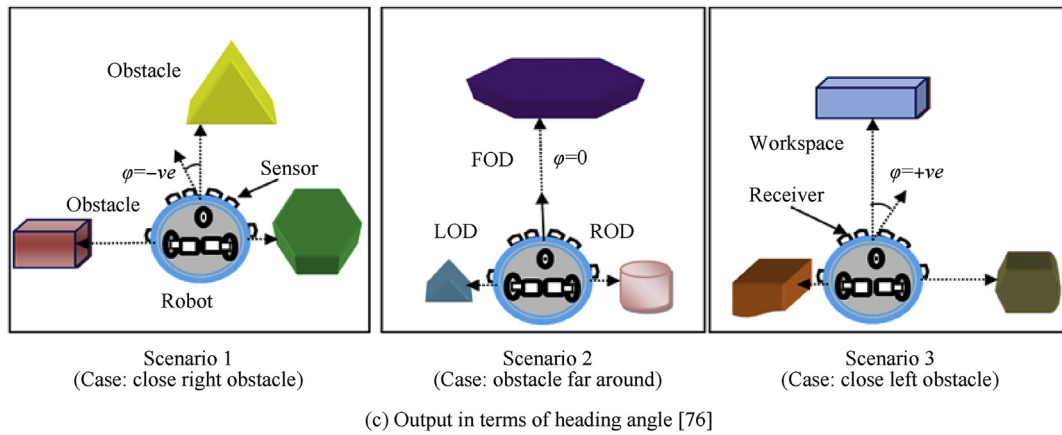 Obstacle
φ=−ve
Sensor
Obstacle
Robot
FOD
φ=0
LOD
ROD
Workspace
φ=+ve
Receiver
Scenario 1
(Case: close right obstacle)
Scenario 2
(Case: obstacle far around)
Scenario 3
(Case: close left obstacle)
(c) Output in terms of heading angle [76]